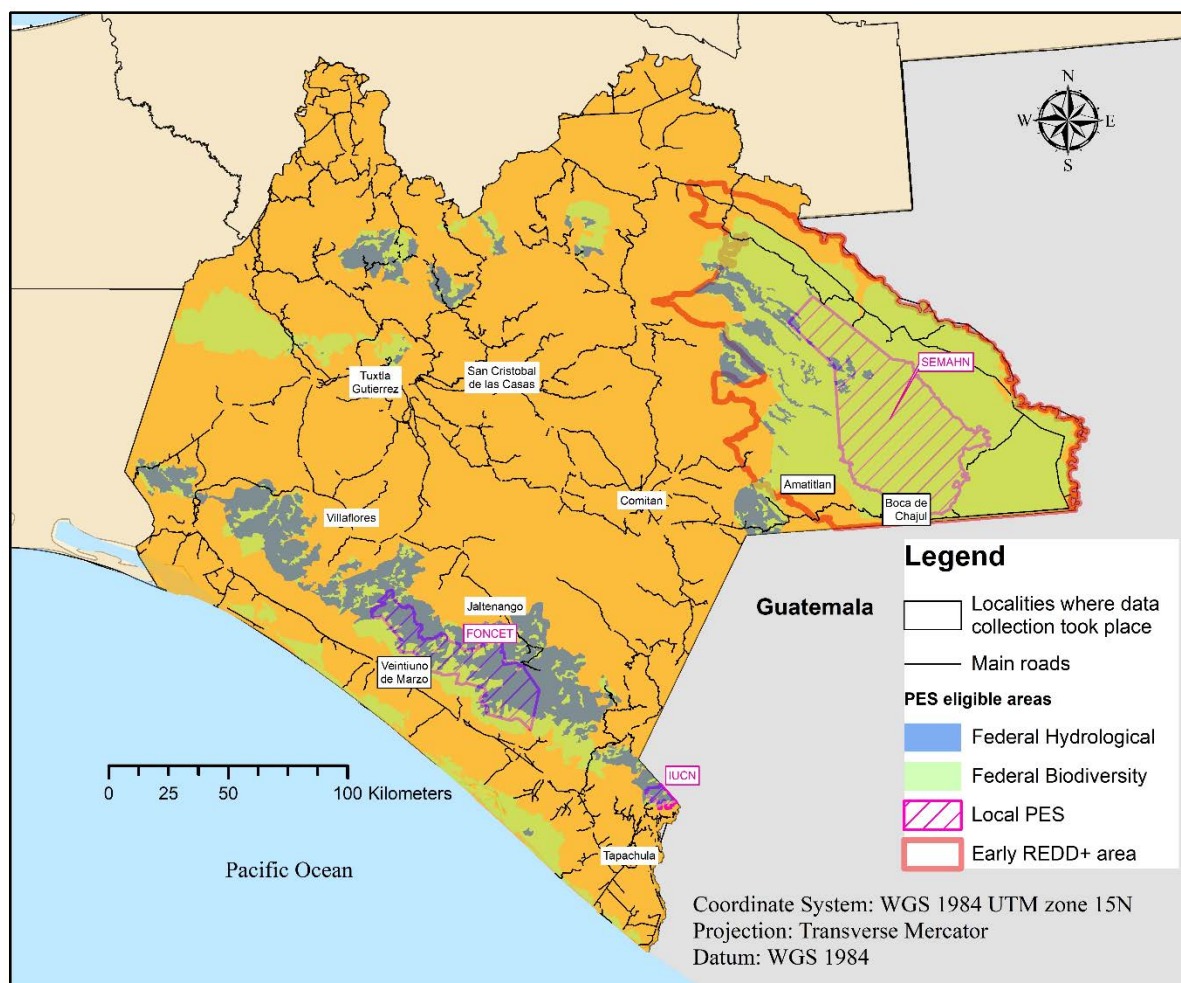 N
W
E
S
SEMAHN
Tuxtla
Gutierrez
San Cristobal
de las Casas
Amatitlan
Comitan
Boca de
Chajul
Villaflores
Jaltenango
FONCET
Veintiuno
de Marzo
Guatemala
IUCN
Tapachula
0 25 50 100 Kilometers
Pacific Ocean
Legend
Localities where data
collection took place
Main roads
PES eligible areas
Federal Hydrological
Federal Biodiversity
Local PES
Early REDD+ area
Coordinate System: WGS 1984 UTM zone 15N
Projection: Transverse Mercator
Datum: WGS 1984